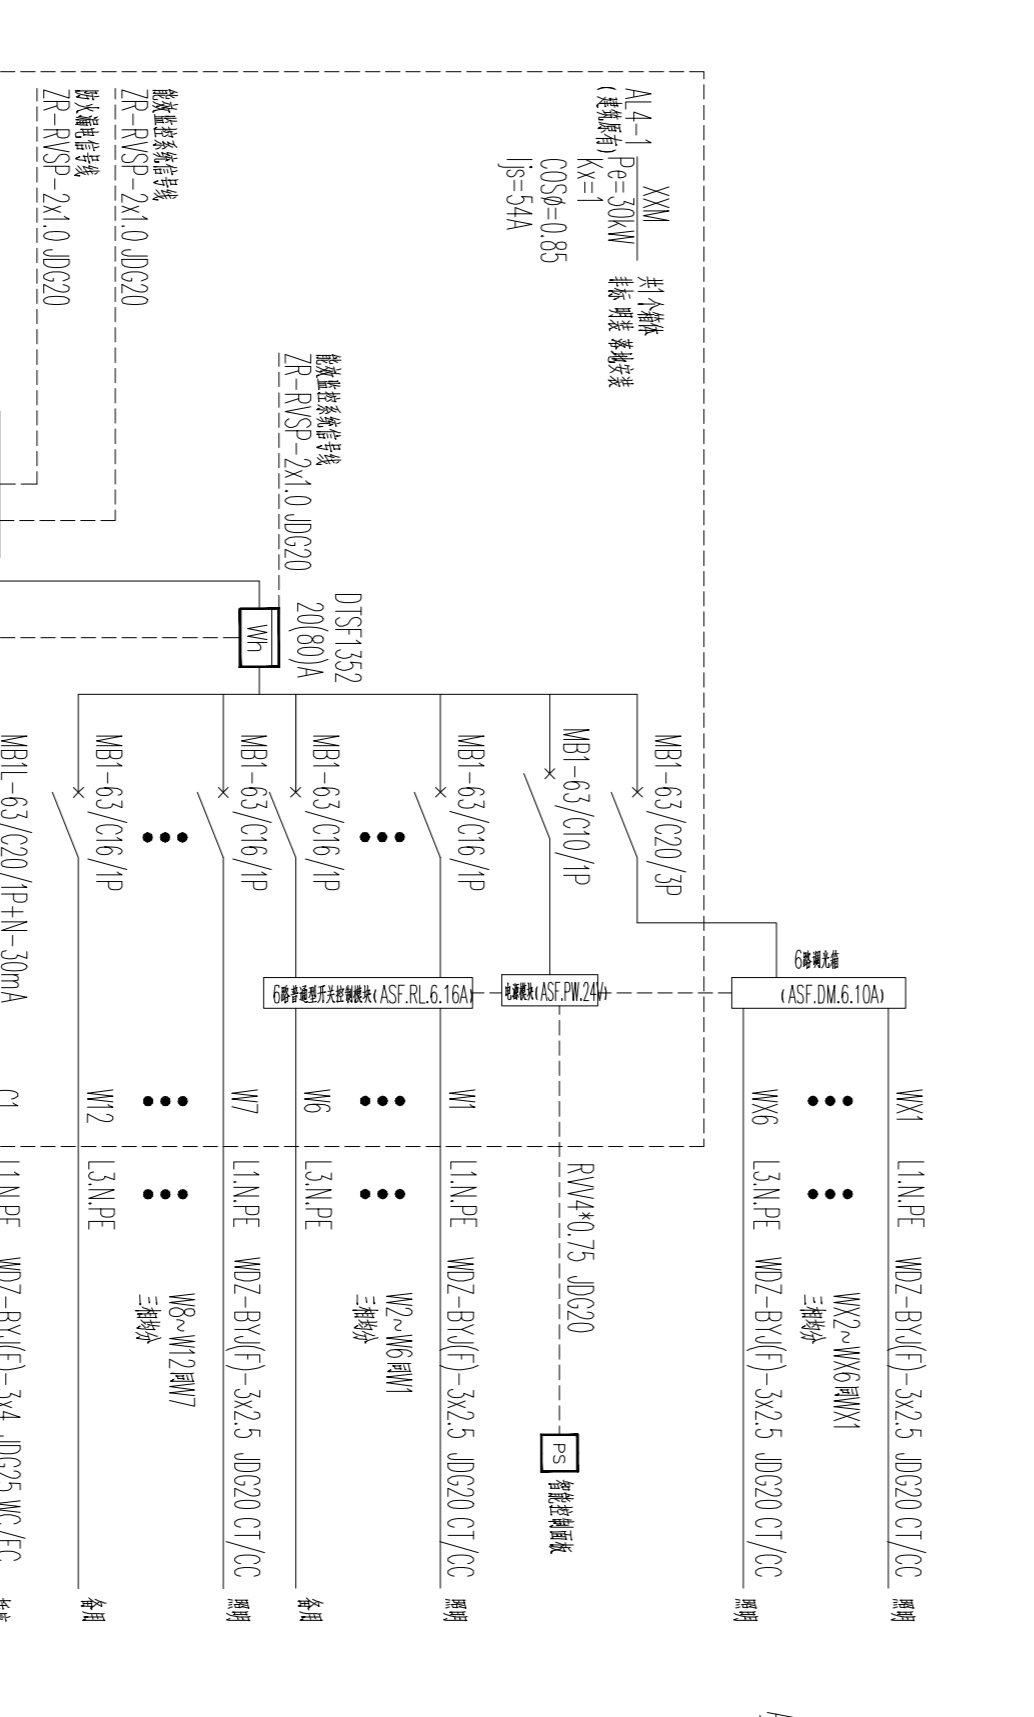 AL4-1
(建筑原有)
XXM
Pe=30kW
Kx=1
COSø=0.85
Ijs=54A
共1个箱体
非标 明装 落地安装
能效监控系统信号线
ZR-RVSP-2x1.0 JDG20
防火漏电信号线
ZR-RVSP-2x1.0 JDG20
能效监控系统信号线
ZR-RVSP-2x1.0 JDG20
DTSF1352
20(80)A
Wh
6路调光箱
(ASF.DM.6.10A)
WX1 L1.N.PE WDZ-BYJ(F)-3x2.5 JDG20 CT/CC 照明
WX2~WX6同WX1
三相均分
MB1-63/C20/3P
WX6 L3.N.PE WDZ-BYJ(F)-3x2.5 JDG20 CT/CC 照明
MB1-63/C10/1P
电源模块(ASF.PW.24V)
RVV4*0.75 JDG20
PS
智能控制面板
MB1-63/C16/1P
W1 L1.N.PE WDZ-BYJ(F)-3x2.5 JDG20 CT/CC 照明
W2~W6同W1
三相均分
6路普通型开关控制模块(ASF.RL.6.16A)
MB1-63/C16/1P
W6 L3.N.PE 备用
MB1-63/C16/1P
W7 L1.N.PE WDZ-BYJ(F)-3x2.5 JDG20 CT/CC 照明
W8~W12同W7
三相均分
MB1-63/C16/1P
W12 L3.N.PE 备用
MB1L-63/C20/1P+N-30mA C1 L1.N.PE WDZ-BYJ(F)-3x4 JDG25 WC/FC